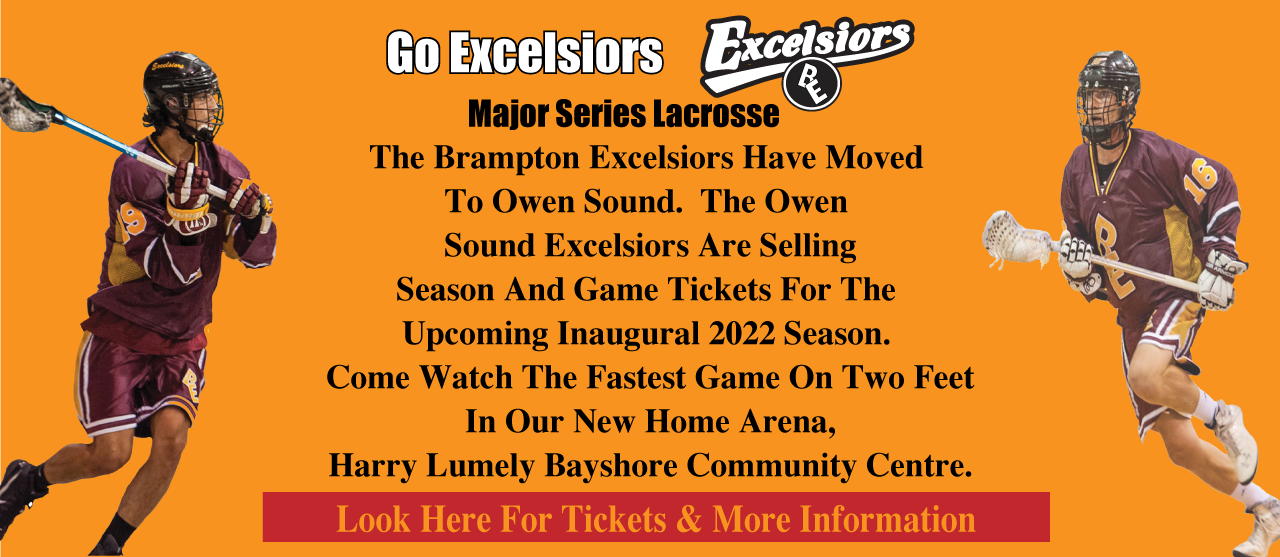 Go Excelsiors
Excelsiors
BE
Major Series Lacrosse
The Brampton Excelsiors Have Moved
To Owen Sound. The Owen
Sound Excelsiors Are Selling
Season And Game Tickets For The
Upcoming Inaugural 2022 Season.
Come Watch The Fastest Game On Two Feet
In Our New Home Arena,
Harry Lumely Bayshore Community Centre.
Look Here For Tickets & More Information
Excelsiors
9
BE
16
BE